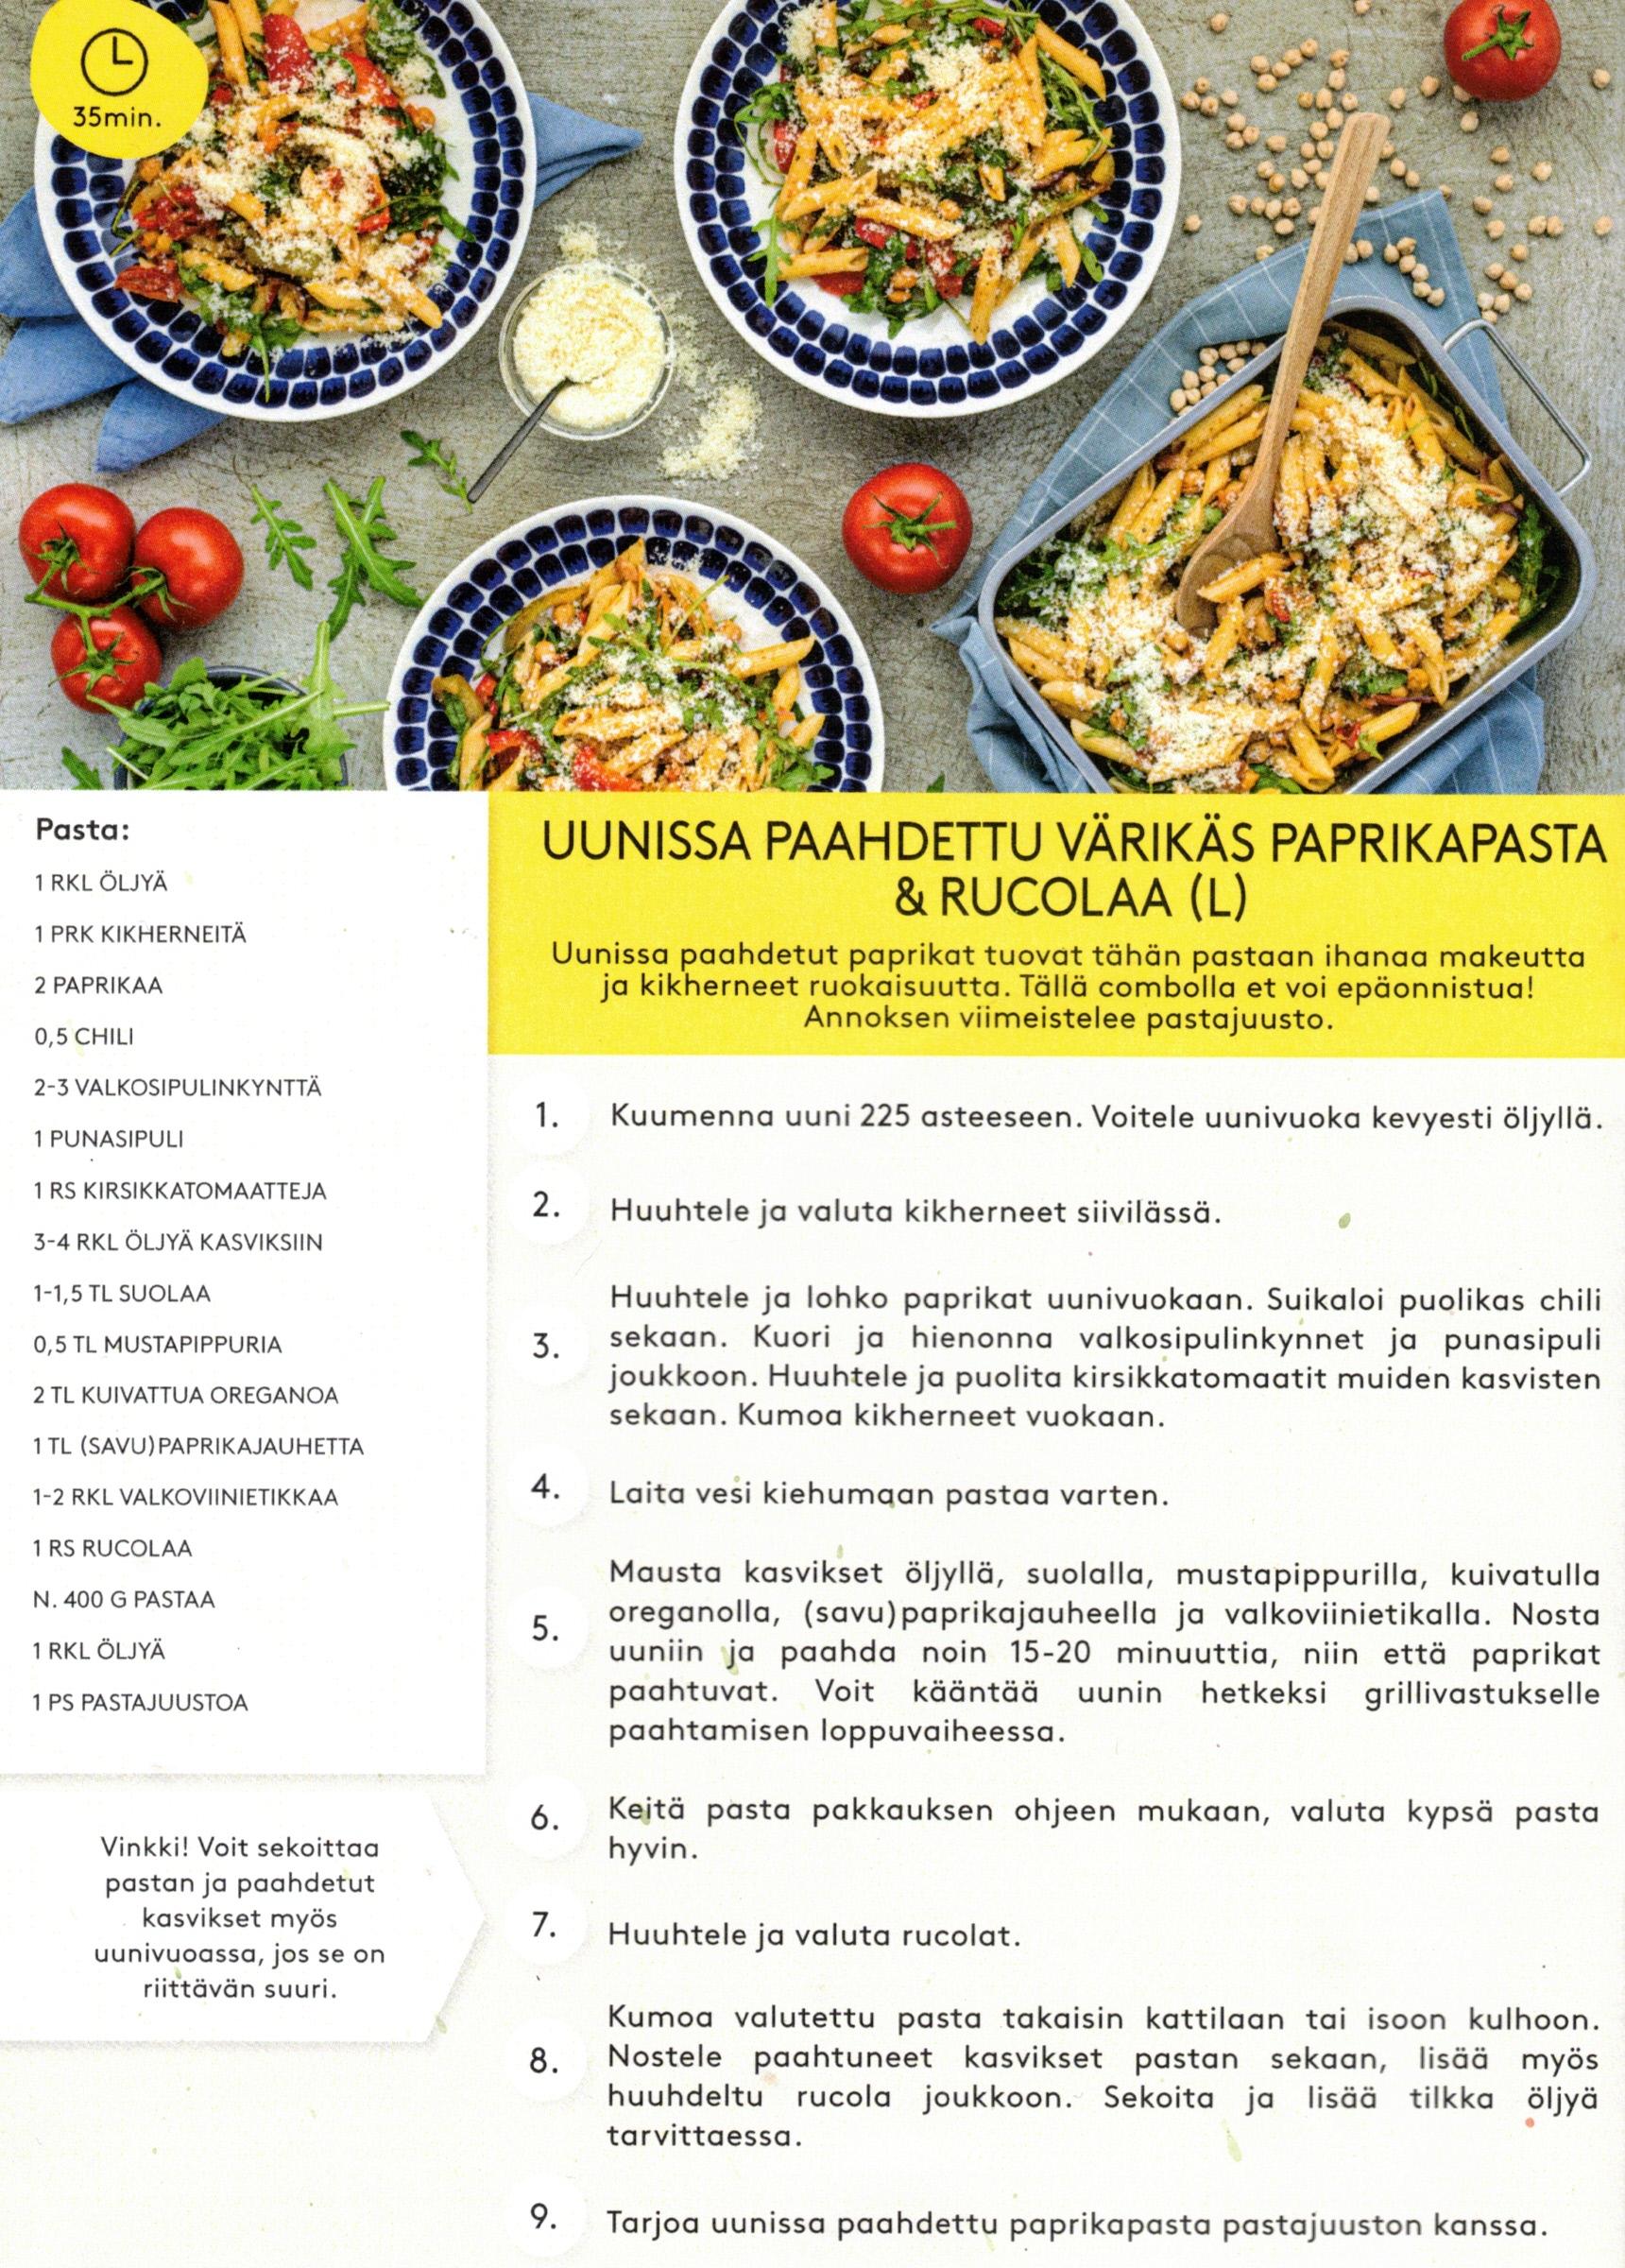 35min.
Pasta:
1 RKL ÖLJYÄ
1 PRK KIKHERNEITÄ
2 PAPRIKAA
0,5 CHILI
2-3 VALKOSIPULINKYNTTÄ
1 PUNASIPULI
1 RS KIRSIKKATOMAATTEJA
3-4 RKL ÖLJYÄ KASVIKSIIN
1-1,5 TL SUOLAA
0,5 TL MUSTAPIPPURIA
2 TL KUIVATTUA OREGANOA
1 TL (SAVU)PAPRIKAJAUHETTA
1-2 RKL VALKOVIINIETIKKAA
1 RS RUCOLAA
N. 400 G PASTAA
1 RKL ÖLJYÄ
1 PS PASTAJUUSTOA
Vinkki! Voit sekoittaa
pastan ja paahdetut
kasvikset myös
uunivuoassa, jos se on
riittävän suuri.
UUNISSA PAAHDETTU VÄRIKÄS PAPRIKAPASTA
& RUCOLAA (L)
Uunissa paahdetut paprikat tuovat tähän pastaan ihanaa makeutta
ja kikherneet ruokaisuutta. Tällä combolla et voi epäonnistua!
Annoksen viimeistelee pastajuusto.
1. Kuumenna uuni 225 asteeseen. Voitele uunivuoka kevyesti öljyllä.
2. Huuhtele ja valuta kikherneet siivilässä.
3. Huuhtele ja lohko paprikat uunivuokaan. Suikaloi puolikas chili
sekaan. Kuori ja hienonna valkosipulinkynnet ja punasipuli
joukkoon. Huuhtele ja puolita kirsikkatomaatit muiden kasvisten
sekaan. Kumoa kikherneet vuokaan.
4. Laita vesi kiehumaan pastaa varten.
5. Mausta kasvikset öljyllä, suolalla, mustapippurilla, kuivatulla
oreganolla, (savu)paprikajauheella ja valkoviinietikalla. Nosta
uuniin ja paahda noin 15-20 minuuttia, niin että paprikat
paahtuvat. Voit kääntää uunin hetkeksi grillivastukselle
paahtamisen loppuvaiheessa.
6. Keitä pasta pakkauksen ohjeen mukaan, valuta kypsä pasta
hyvin.
7. Huuhtele ja valuta rucolat.
8. Kumoa valutettu pasta takaisin kattilaan tai isoon kulhoon.
Nostele paahtuneet kasvikset pastan sekaan, lisää myös
huuhdeltu rucola joukkoon. Sekoita ja lisää tilkka öljyä
tarvittaessa.
9. Tarjoa uunissa paahdettu paprikapasta pastajuuston kanssa.